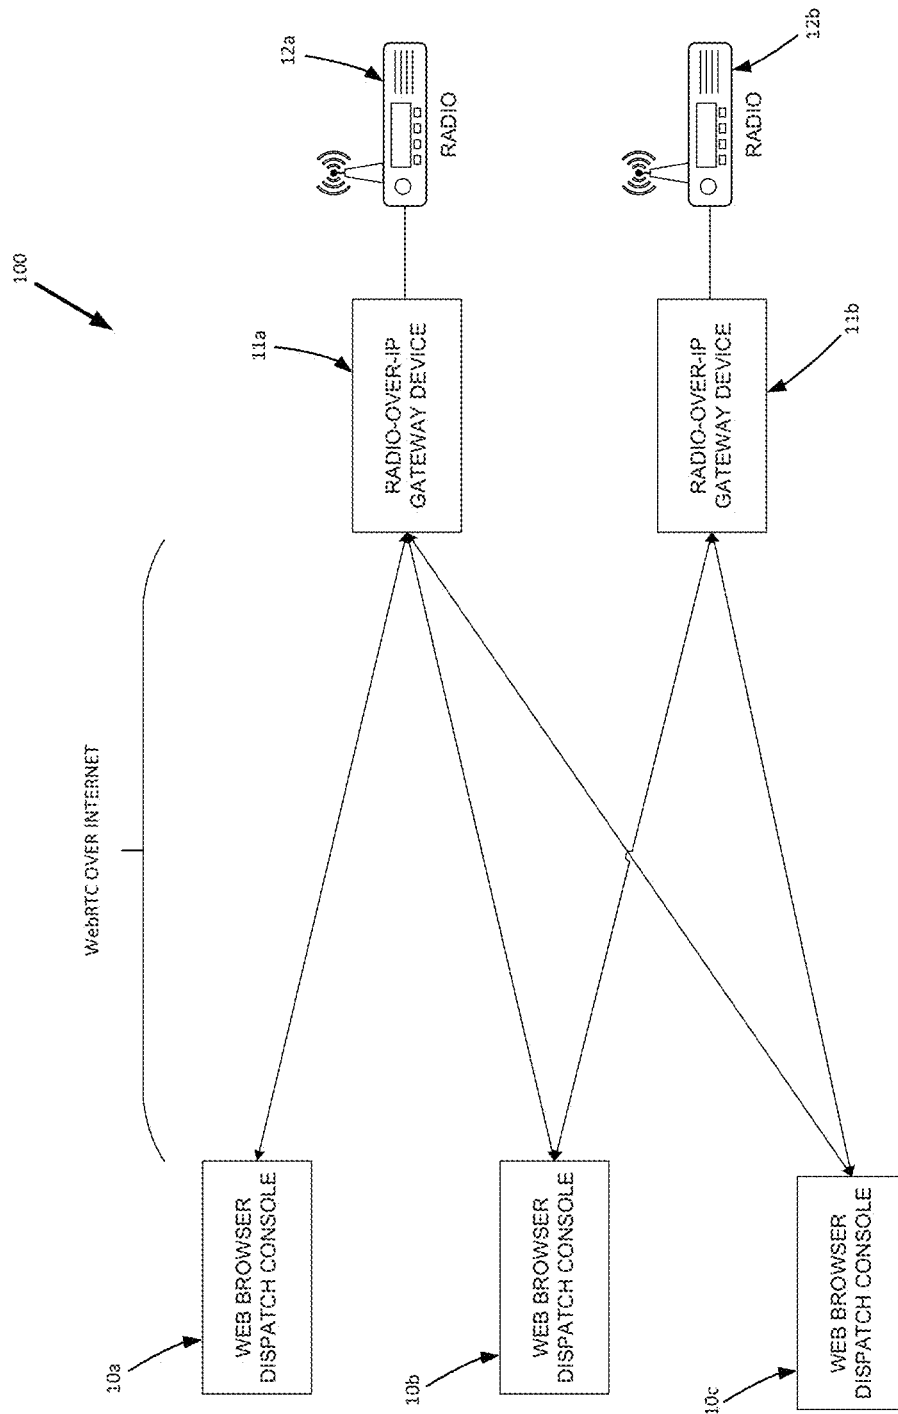 100
WebRTC OVER INTERNET
10a
WEB BROWSER
DISPATCH CONSOLE
10b
WEB BROWSER
DISPATCH CONSOLE
10c
WEB BROWSER
DISPATCH CONSOLE
11a
RADIO-OVER-IP
GATEWAY DEVICE
11b
RADIO-OVER-IP
GATEWAY DEVICE
12a
RADIO
12b
RADIO